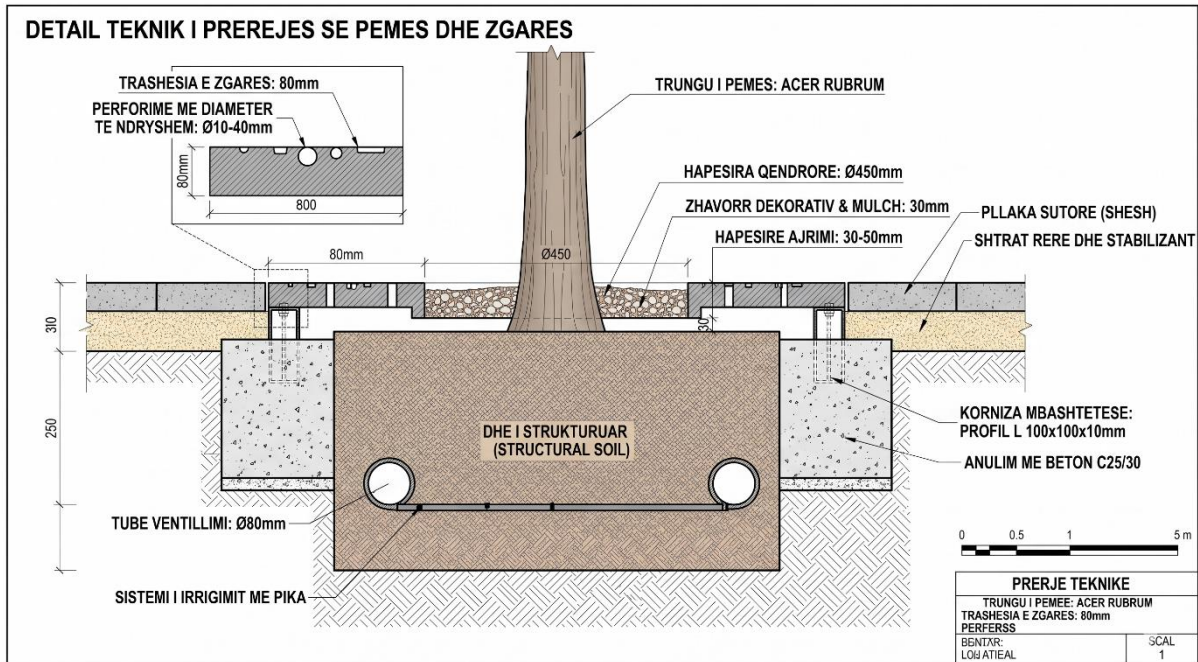 DETAIL TEKNIK I PREREJES SE PEMES DHE ZGARES
TRASHESIA E ZGARES: 80mm
PERFORIME ME DIAMETER
TE NDRYSHEM: Ø10-40mm
80mm
800
TRUNGU I PEMES: ACER RUBRUM
HAPESIRA QENDRORE: Ø450mm
ZHAVORR DEKORATIV & MULCH: 30mm
HAPESIRE AJRIMI: 30-50mm
PLLAKA SUTORE (SHESH)
SHTRAT RERE DHE STABILIZANT
80mm
Ø450
310
30
250
DHE I STRUKTURUAR
(STRUCTURAL SOIL)
KORNIZA MBASHTETESE:
PROFIL L 100x100x10mm
ANULIM ME BETON C25/30
TUBE VENTILLIMI: Ø80mm
SISTEMI I IRRIGIMIT ME PIKA
0 0.5 1 5 m
PRERJE TEKNIKE
TRUNGU I PEMEE: ACER RUBRUM
TRASHESIA E ZGARES: 80mm
PERFERSS
SCAL
1